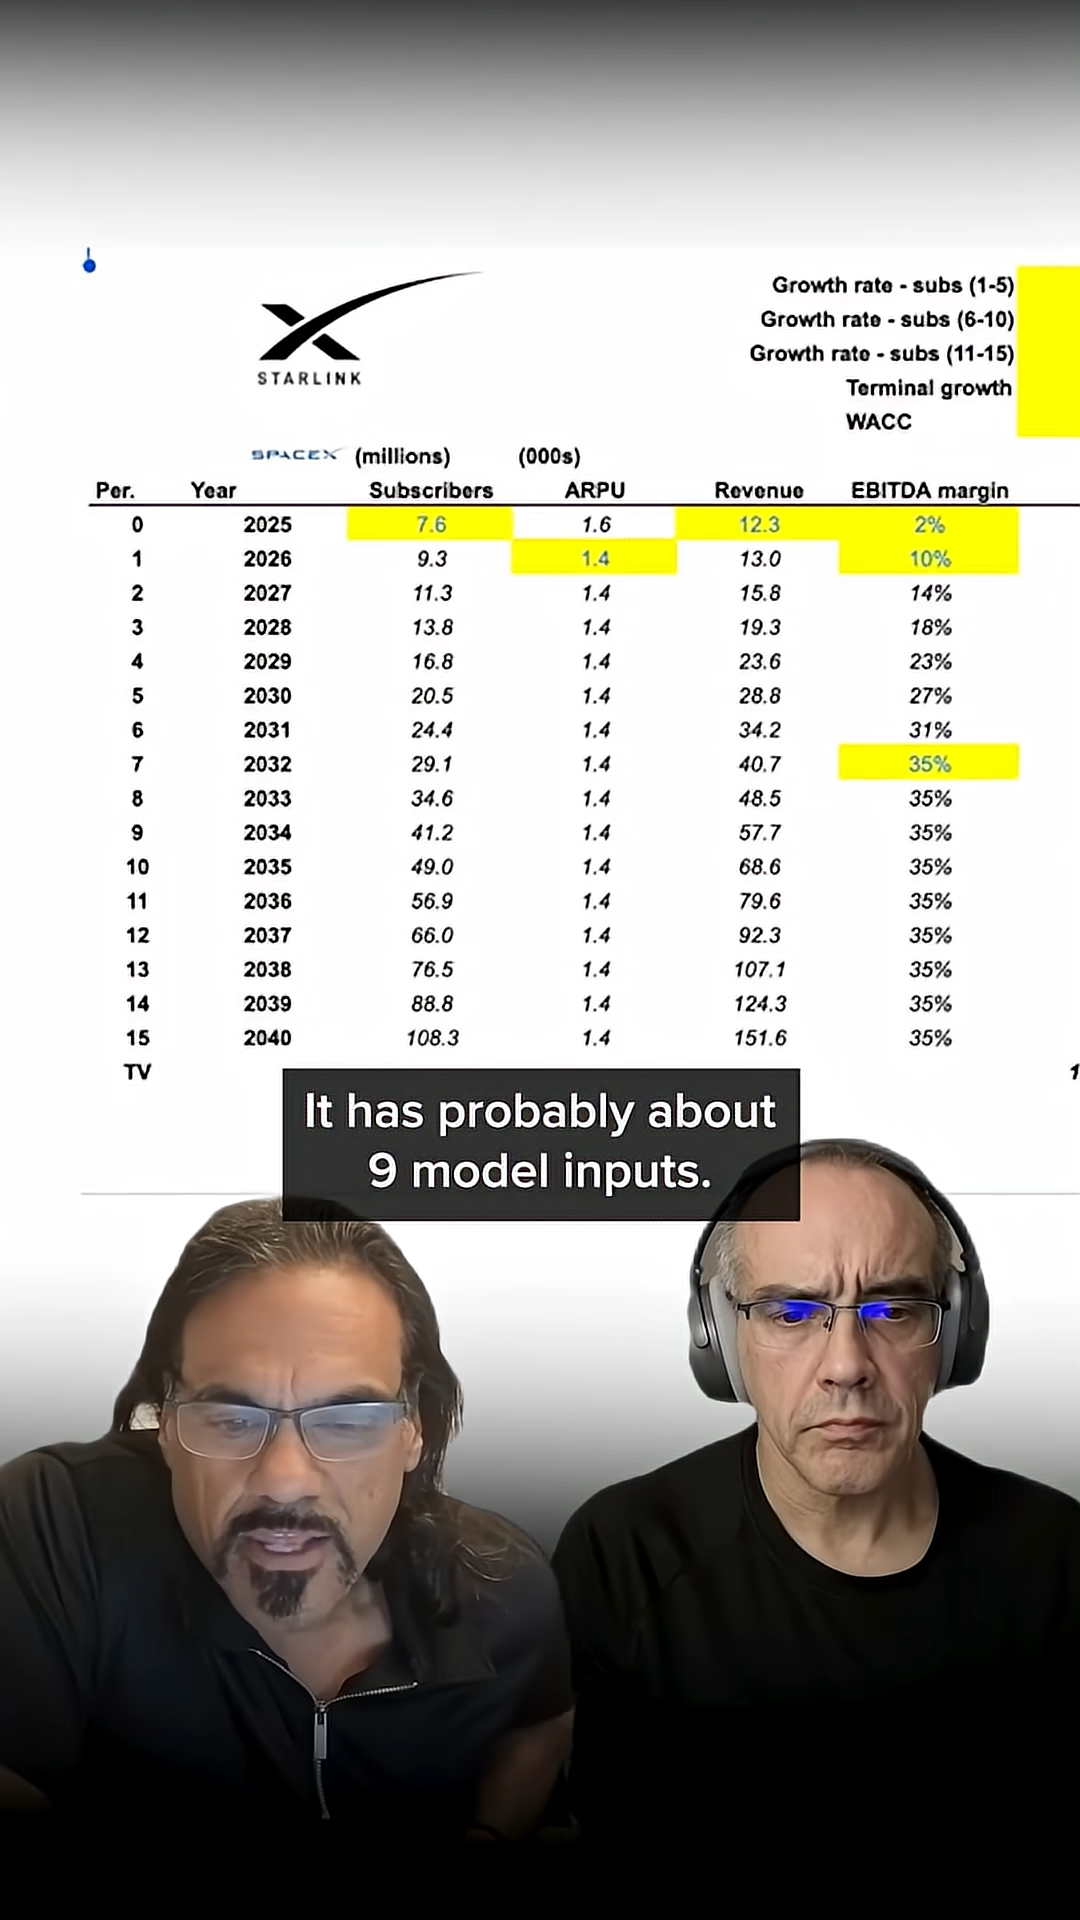 Growth rate - subs (1-5)
Growth rate - subs (6-10)
Growth rate - subs (11-15)
Terminal growth
WACC
STARLINK
SPACEX (millions) (000s)
Per. Year Subscribers ARPU Revenue EBITDA margin
0 2025 7.6 1.6 12.3 2%
1 2026 9.3 1.4 13.0 10%
2 2027 11.3 1.4 15.8 14%
3 2028 13.8 1.4 19.3 18%
4 2029 16.8 1.4 23.6 23%
5 2030 20.5 1.4 28.8 27%
6 2031 24.4 1.4 34.2 31%
7 2032 29.1 1.4 40.7 35%
8 2033 34.6 1.4 48.5 35%
9 2034 41.2 1.4 57.7 35%
10 2035 49.0 1.4 68.6 35%
11 2036 56.9 1.4 79.6 35%
12 2037 66.0 1.4 92.3 35%
13 2038 76.5 1.4 107.1 35%
14 2039 88.8 1.4 124.3 35%
15 2040 108.3 1.4 151.6 35%
TV 1
It has probably about
9 model inputs.